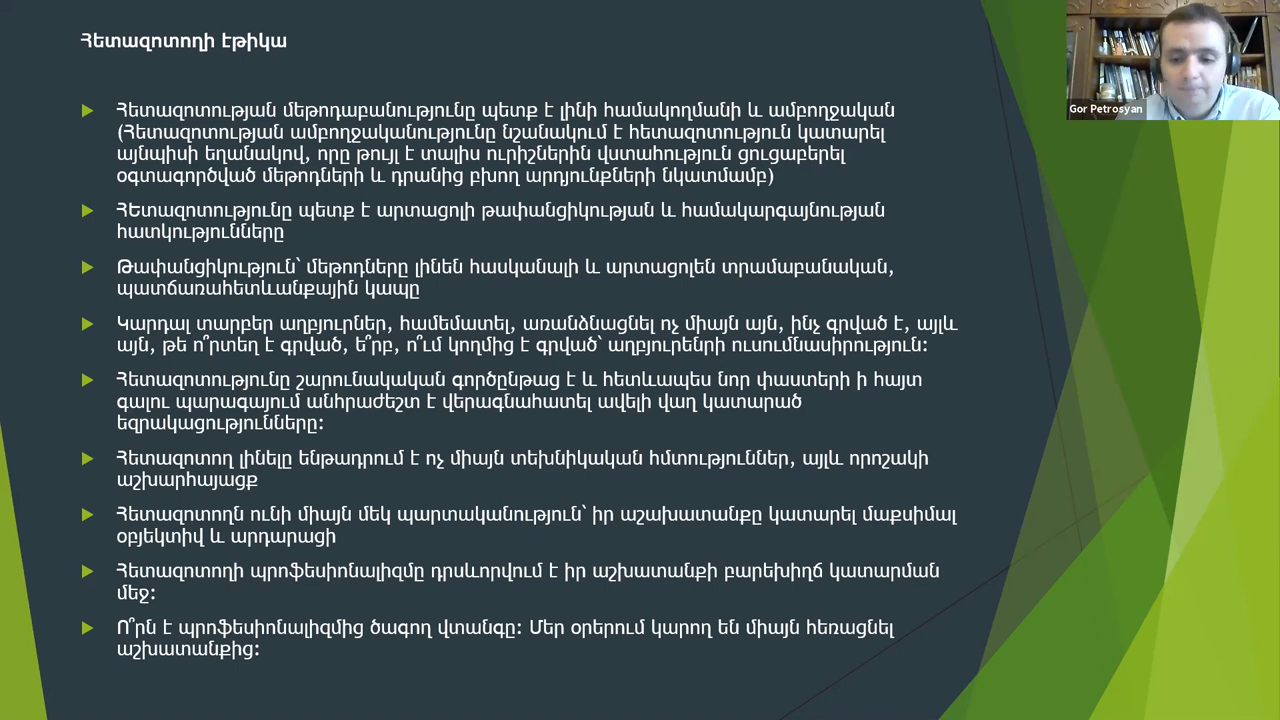 Հետազոտողի էթիկա
Հետազոտության մեթոդաբանությունը պետք է լինի համակողմանի և ամբողջական
(Հետազոտության ամբողջականությունը նշանակում է հետազոտություն կատարել
այնպիսի եղանակով, որը թույլ է տալիս ուրիշներին վստահություն ցուցաբերել
օգտագործված մեթոդների և դրանից բխող արդյունքների նկատմամբ)
ՀԵտազոտությունը պետք է արտացոլի թափանցիկության և համակարգայնության
հատկությունները
Թափանցիկություն՝ մեթոդները լինեն հասկանալի և արտացոլեն տրամաբանական,
պատճառահետևանքային կապը
Կարդալ տարբեր աղբյուրներ, համեմատել, առանձնացնել ոչ միայն այն, ինչ գրված է, այլև
այն, թե ո՞րտեղ է գրված, ե՞րբ, ո՞ւմ կողմից է գրված՝ աղբյուրենրի ուսումնասիրություն:
Հետազոտությունը շարունակական գործընթաց է և հետևապես նոր փաստերի ի հայտ
գալու պարագայում անհրաժեշտ է վերագնահատել ավելի վաղ կատարած
եզրակացությունները:
Հետազոտող լինելը ենթադրում է ոչ միայն տեխնիկական հմտություններ, այլև որոշակի
աշխարհայացք
Հետազոտողն ունի միայն մեկ պարտականություն՝ իր աշախատանքը կատարել մաքսիմալ
օբյեկտիվ և արդարացի
Հետազոտողի պրոֆեսիոնալիզմը դրսևորվում է իր աշխատանքի բարեխիղճ կատարման
մեջ:
Ո՞րն է պրոֆեսիոնալիզմից ծագող վտանգը: Մեր օրերում կարող են միայն հեռացնել
աշխատանքից:
Gor Petrosyan